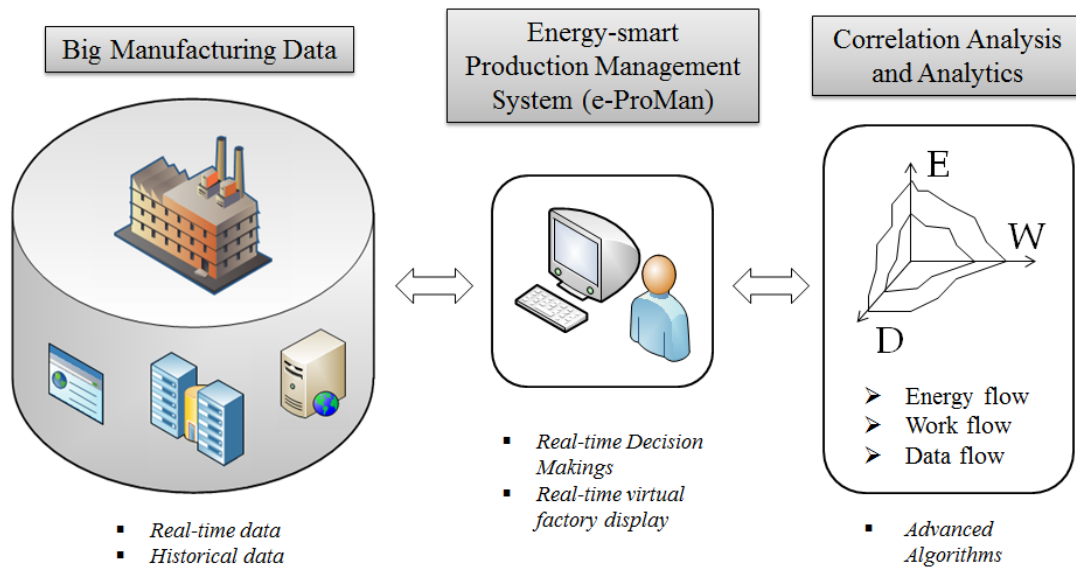 Big Manufacturing Data
Real-time data
Historical data
Energy-smart
Production Management
System (e-ProMan)
Real-time Decision
Makings
Real-time virtual
factory display
Correlation Analysis
and Analytics
E
W
D
Energy flow
Work flow
Data flow
Advanced
Algorithms